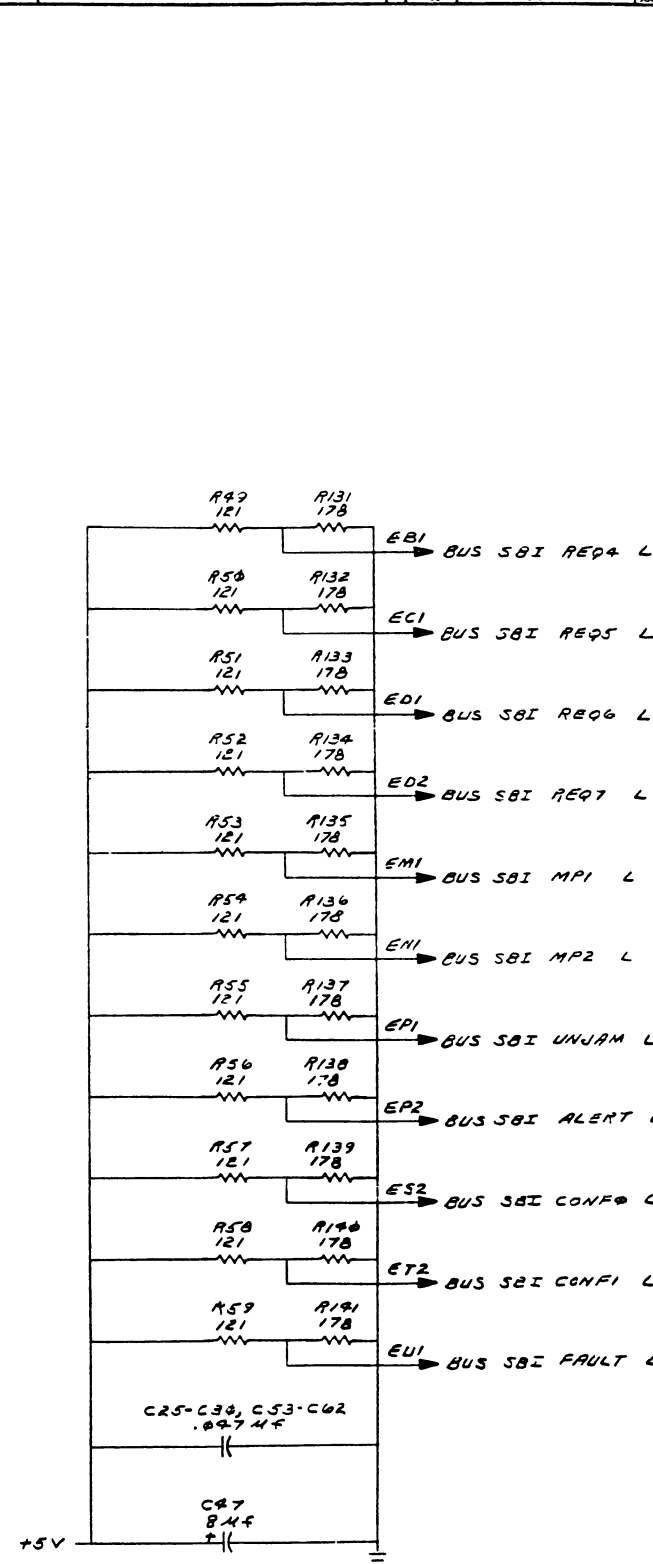 R49 R131
121 178
EB1 BUS SBI REQ4 L
R5Ø R132
121 178
EC1 BUS SBI REQ5 L
R51 R133
121 178
ED1 BUS SBI REQ6 L
R52 R134
121 178
ED2 BUS SBI REQ7 L
R53 R135
121 178
EM1 BUS SBI MP1 L
R54 R136
121 178
EN1 BUS SBI MP2 L
R55 R137
121 178
EP1 BUS SBI UNJAM L
R56 R138
121 178
EP2 BUS SBI ALERT L
R57 R139
121 178
ES2 BUS SBI CONFØ L
R58 R14Ø
121 178
ET2 BUS SBI CONF1 L
R59 R141
121 178
EU1 BUS SBI FAULT L
C25-C3Ø, C53-C62
.Ø47 Mf
C47
8 Mf
+
+5V